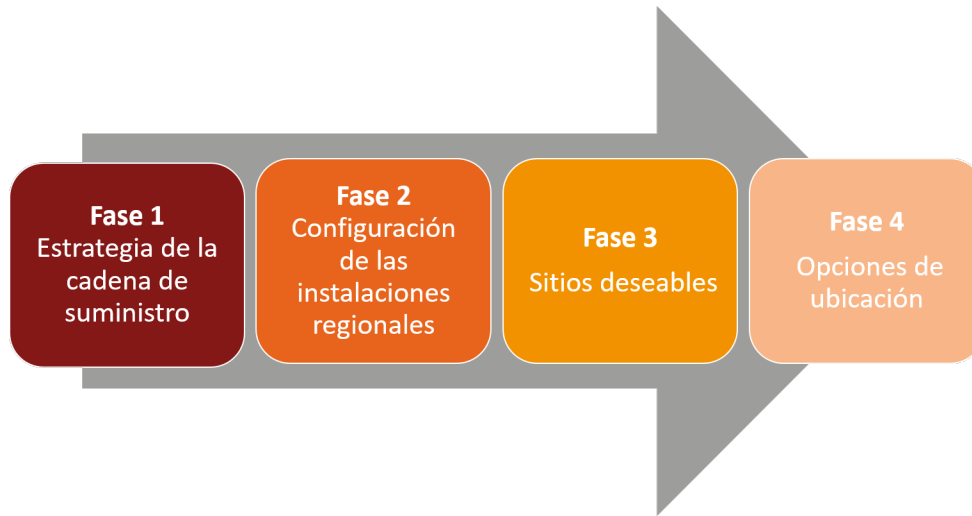 Fase 1
Estrategia de la
cadena de
suministro
Fase 2
Configuración
de las
instalaciones
regionales
Fase 3
Sitios deseables
Fase 4
Opciones de
ubicación